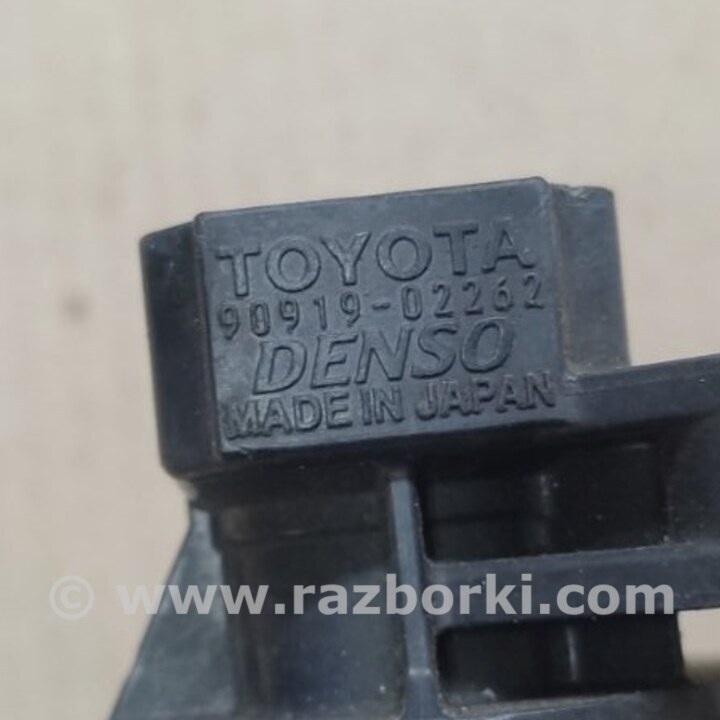 TOYOTA
90919-02262
DENSO
MADE IN JAPAN
© www.razborki.com